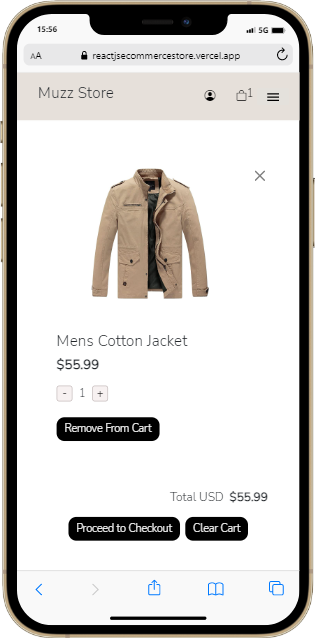 15:56
5G
AA
reactjsecommercestore.vercel.app
Muzz Store
1
Mens Cotton Jacket
$55.99
- 1 +
Remove From Cart
Total USD $55.99
Proceed to Checkout Clear Cart